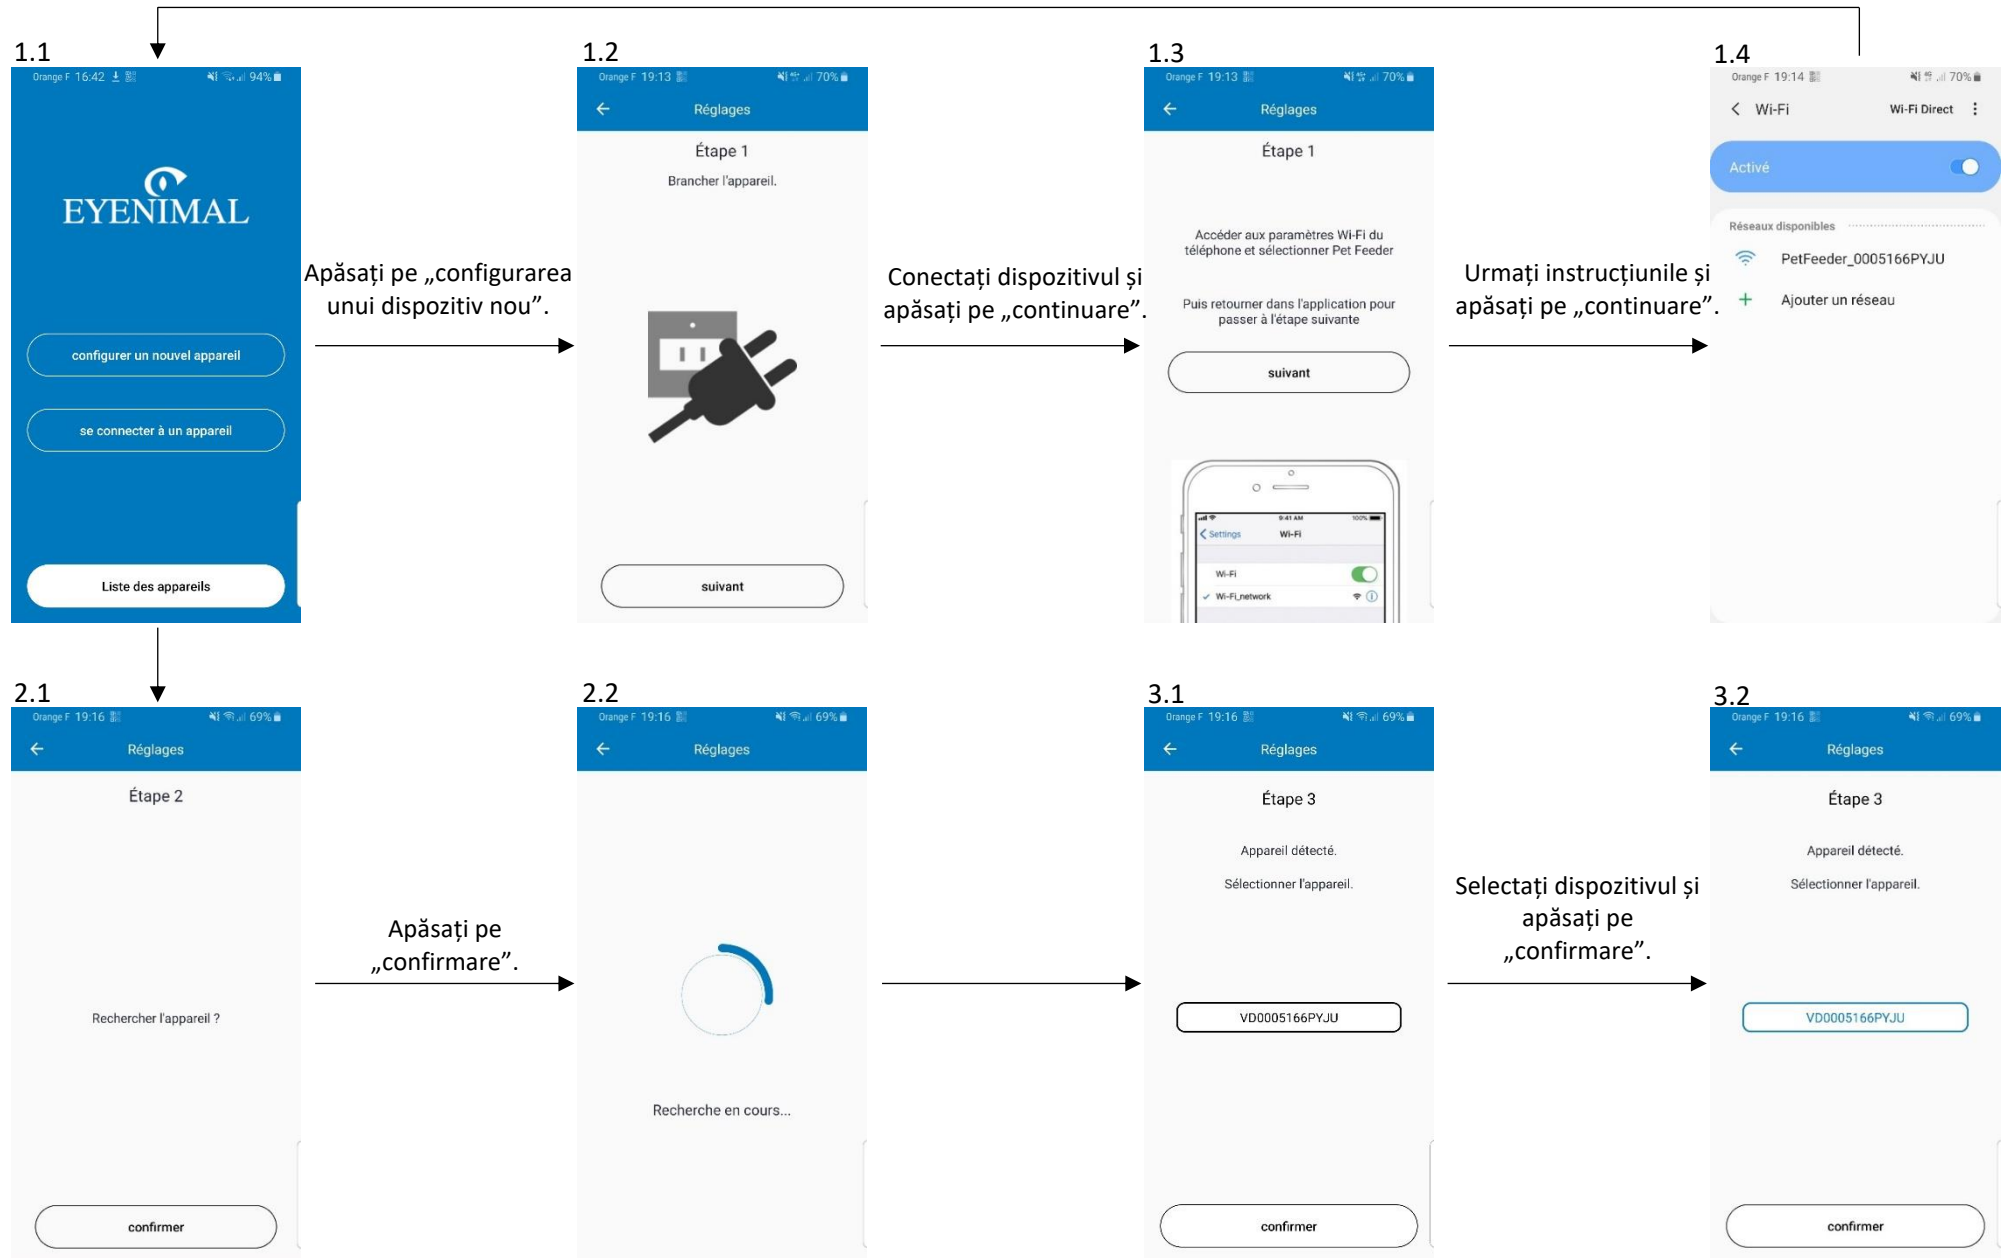 1.1
Orange F 16:42
94%
EYENIMAL
configurer un nouvel appareil
se connecter à un appareil
Liste des appareils
Apăsați pe „configurarea
unui dispozitiv nou”.
1.2
Orange F 19:13
70%
Réglages
Étape 1
Brancher l'appareil.
suivant
Conectați dispozitivul și
apăsați pe „continuare”.
1.3
Orange F 19:13
70%
Réglages
Étape 1
Accéder aux paramètres Wi-Fi du
téléphone et sélectionner Pet Feeder
Puis retourner dans l'application pour
passer à l'étape suivante
suivant
9:41 AM
100%
Settings
Wi-Fi
Wi-Fi
Wi-Fi_network
Urmați instrucțiunile și
apăsați pe „continuare”.
1.4
Orange F 19:14
70%
Wi-Fi
Wi-Fi Direct
Activé
Réseaux disponibles
PetFeeder_0005166PYJU
Ajouter un réseau
2.1
Orange F 19:16
69%
Réglages
Étape 2
Rechercher l'appareil ?
confirmer
Apăsați pe
„confirmare”.
2.2
Orange F 19:16
69%
Réglages
Recherche en cours...
3.1
Orange F 19:16
69%
Réglages
Étape 3
Appareil détecté.
Sélectionner l'appareil.
VD0005166PYJU
confirmer
Selectați dispozitivul și
apăsați pe
„confirmare”.
3.2
Orange F 19:16
69%
Réglages
Étape 3
Appareil détecté.
Sélectionner l'appareil.
VD0005166PYJU
confirmer